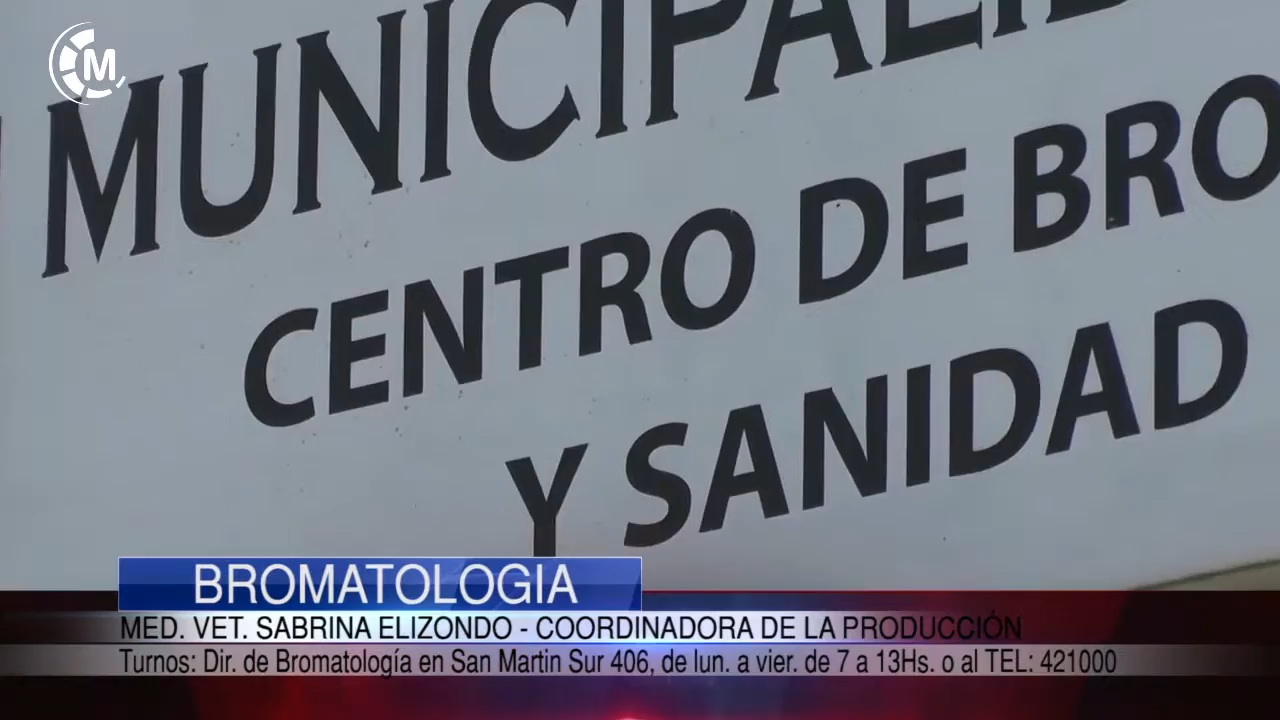 M
MUNICIPALID
CENTRO DE BRO
Y SANIDAD
BROMATOLOGIA
MED. VET. SABRINA ELIZONDO - COORDINADORA DE LA PRODUCCIÓN
Turnos: Dir. de Bromatología en San Martin Sur 406, de lun. a vier. de 7 a 13Hs. o al TEL: 421000